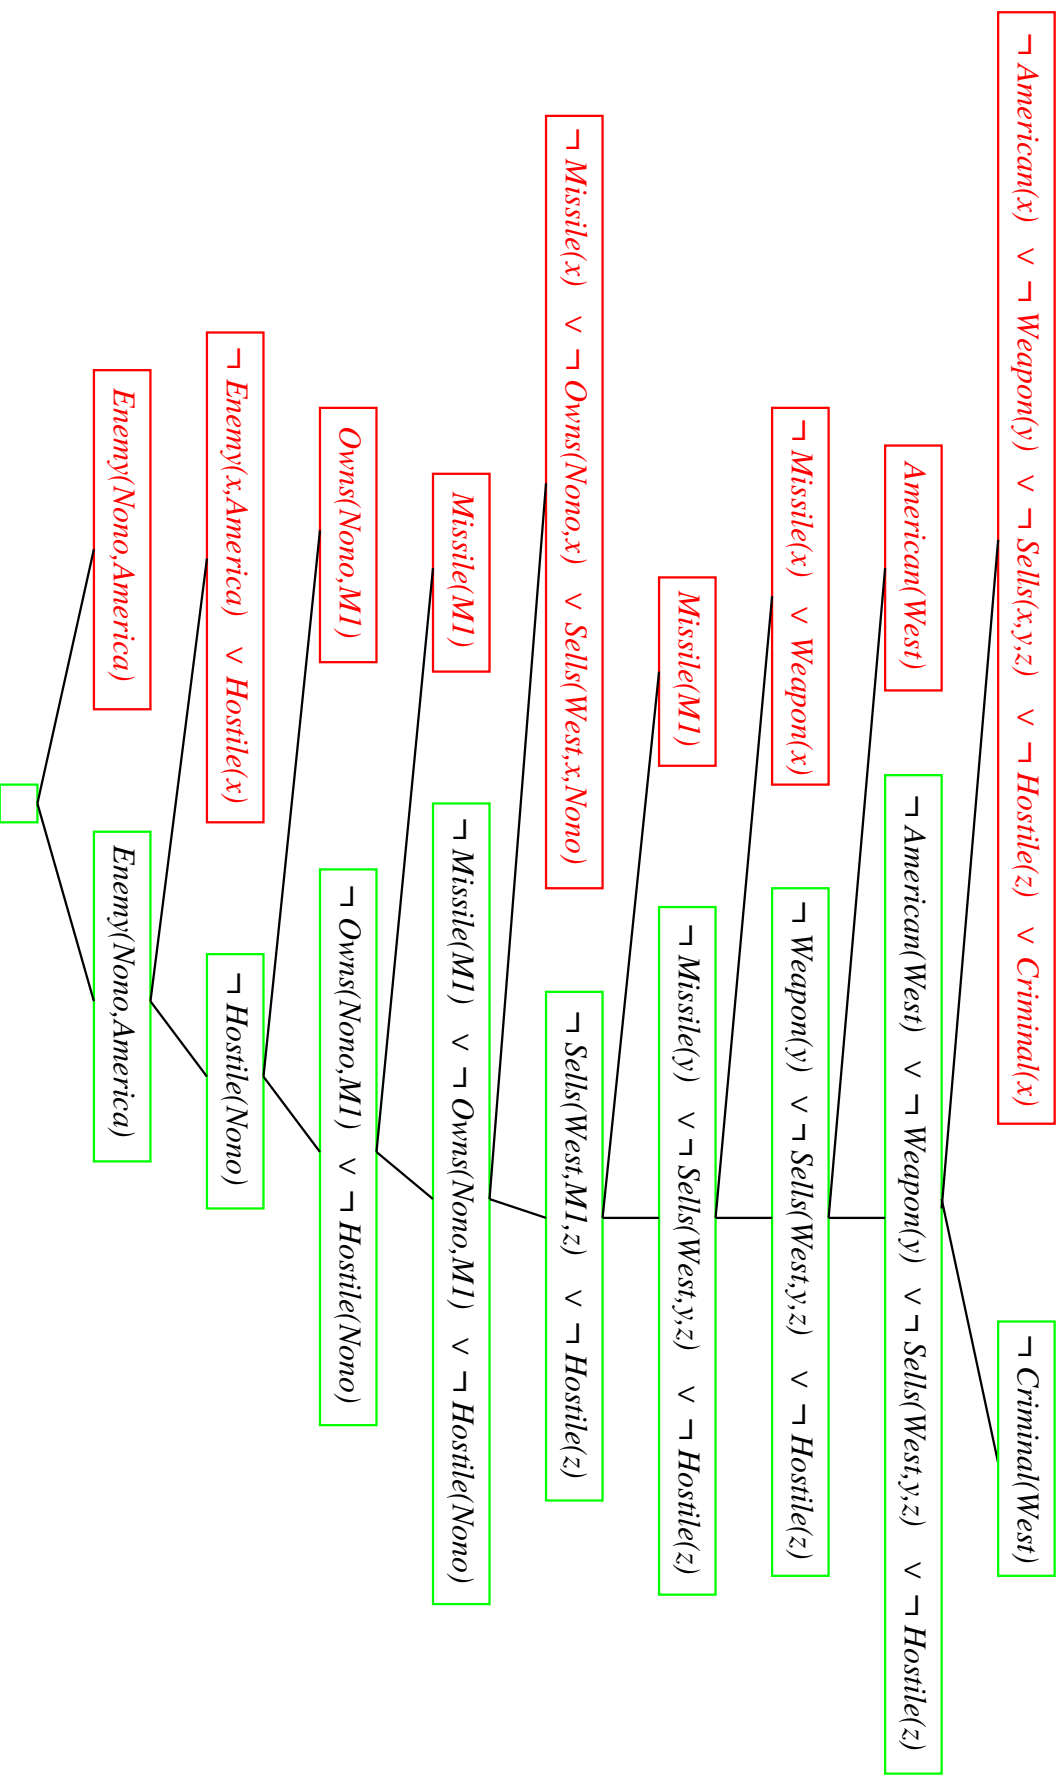 ¬ American(x) ∨ ¬ Weapon(y) ∨ ¬ Sells(x,y,z) ∨ ¬ Hostile(z) ∨ Criminal(x)
¬ Criminal(West)
American(West)
¬ American(West) ∨ ¬ Weapon(y) ∨ ¬ Sells(West,y,z) ∨ ¬ Hostile(z)
¬ Missile(x) ∨ Weapon(x)
¬ Weapon(y) ∨ ¬ Sells(West,y,z) ∨ ¬ Hostile(z)
Missile(M1)
¬ Missile(y) ∨ ¬ Sells(West,y,z) ∨ ¬ Hostile(z)
¬ Missile(x) ∨ ¬ Owns(Nono,x) ∨ Sells(West,x,Nono)
¬ Sells(West,M1,z) ∨ ¬ Hostile(z)
Missile(M1)
¬ Missile(M1) ∨ ¬ Owns(Nono,M1) ∨ ¬ Hostile(Nono)
Owns(Nono,M1)
¬ Owns(Nono,M1) ∨ ¬ Hostile(Nono)
¬ Enemy(x,America) ∨ Hostile(x)
¬ Hostile(Nono)
Enemy(Nono,America)
Enemy(Nono,America)